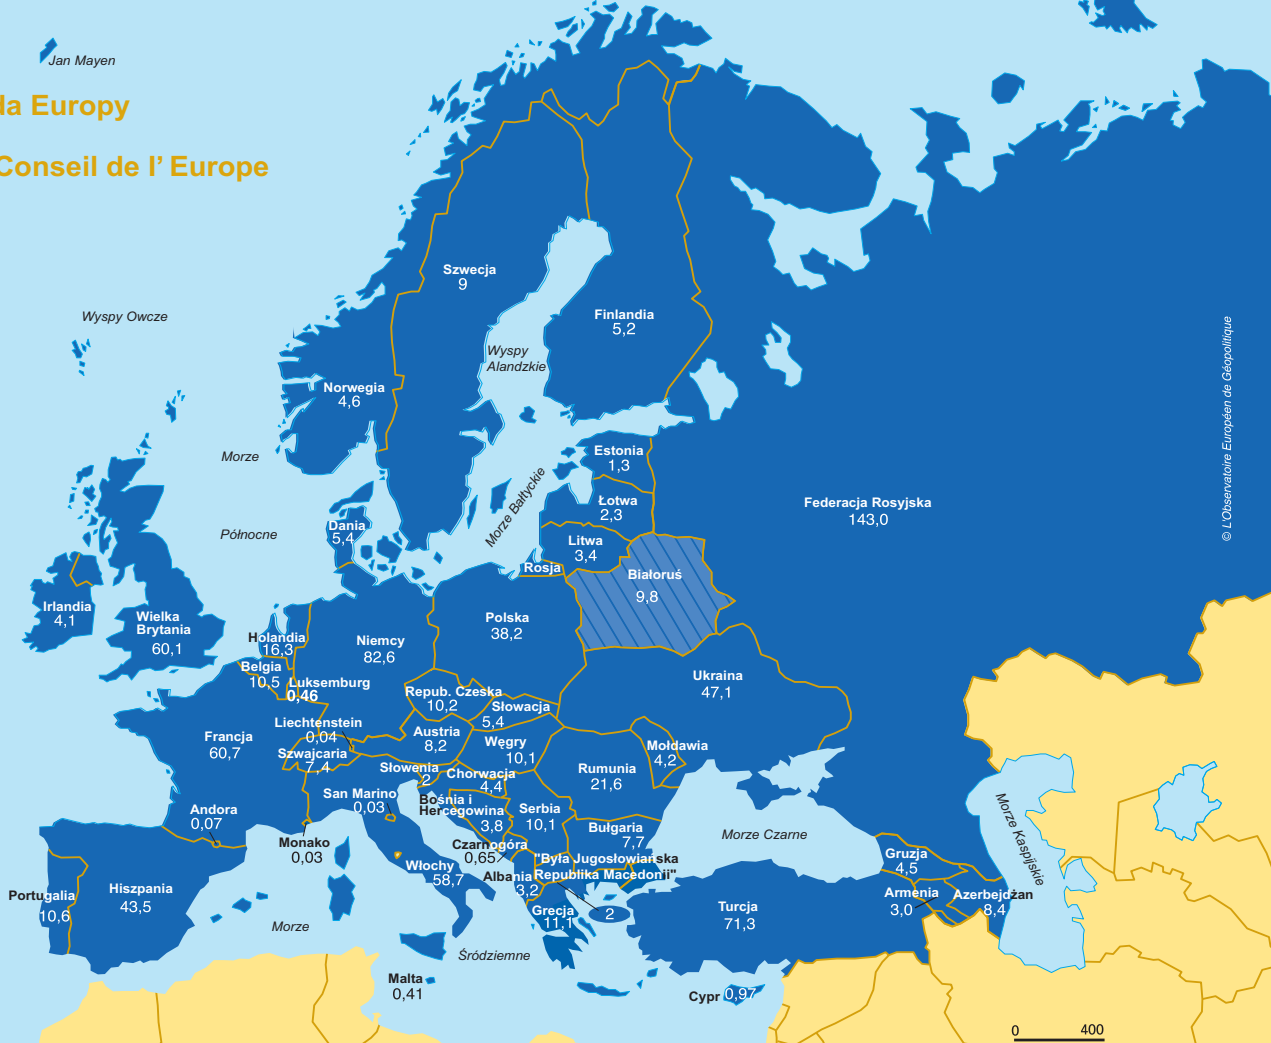 Jan Mayen
da Europy
Conseil de l' Europe
Szwecja
9
Wyspy Owcze
Finlandia
5,2
Wyspy
Alandzkie
Norwegia
4,6
Morze
Północne
Morze Bałtyckie
Estonia
1,3
Łotwa
2,3
Federacja Rosyjska
143,0
© L'Observatoire Européen de Géopolitique
Dania
5,4
Litwa
3,4
Rosja
Białoruś
9,8
Irlandia
4,1
Wielka
Brytania
60,1
Holandia
16,3
Polska
38,2
Niemcy
82,6
Belgia
10,5
Luksemburg
0,46
Ukraina
47,1
Repub. Czeska
10,2
Słowacja
5,4
Liechtenstein
0,04
Francja
60,7
Austria
8,2
Szwajcaria
7,4
Węgry
10,1
Mołdawia
4,2
Słowenia
2
Chorwacja
4,4
Rumunia
21,6
San Marino
0,03
Bośnia i
Hercegowina
3,8
Serbia
10,1
Andora
0,07
Bułgaria
7,7
Morze Czarne
Morze Kaspijskie
Monako
0,03
Czarnogóra
0,65
"Była Jugosłowiańska
Republika Macedonii"
2
Włochy
58,7
Albania
3,2
Gruzja
4,5
Portugalia
10,6
Hiszpania
43,5
Armenia
3,0
Azerbejdżan
8,4
Grecja
11,1
Turcja
71,3
Morze
Śródziemne
Malta
0,41
Cypr 0,97
0 400